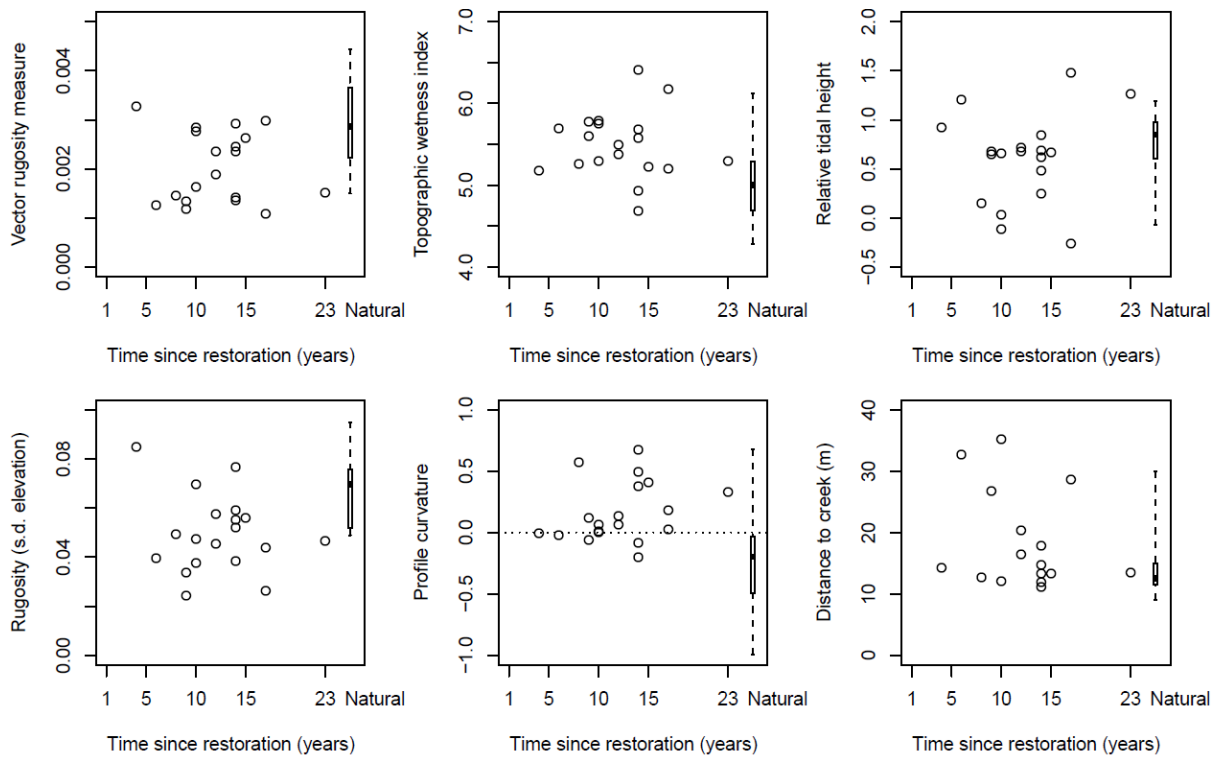 Vector rugosity measure
0.000 0.002 0.004
1 5 10 15 23 Natural
Time since restoration (years)
Topographic wetness index
4.0 5.0 6.0 7.0
1 5 10 15 23 Natural
Time since restoration (years)
Relative tidal height
−0.5 0.0 0.5 1.0 1.5 2.0
1 5 10 15 23 Natural
Time since restoration (years)
Rugosity (s.d. elevation)
0.00 0.04 0.08
1 5 10 15 23 Natural
Time since restoration (years)
Profile curvature
−1.0 −0.5 0.0 0.5 1.0
1 5 10 15 23 Natural
Time since restoration (years)
Distance to creek (m)
0 10 20 30 40
1 5 10 15 23 Natural
Time since restoration (years)